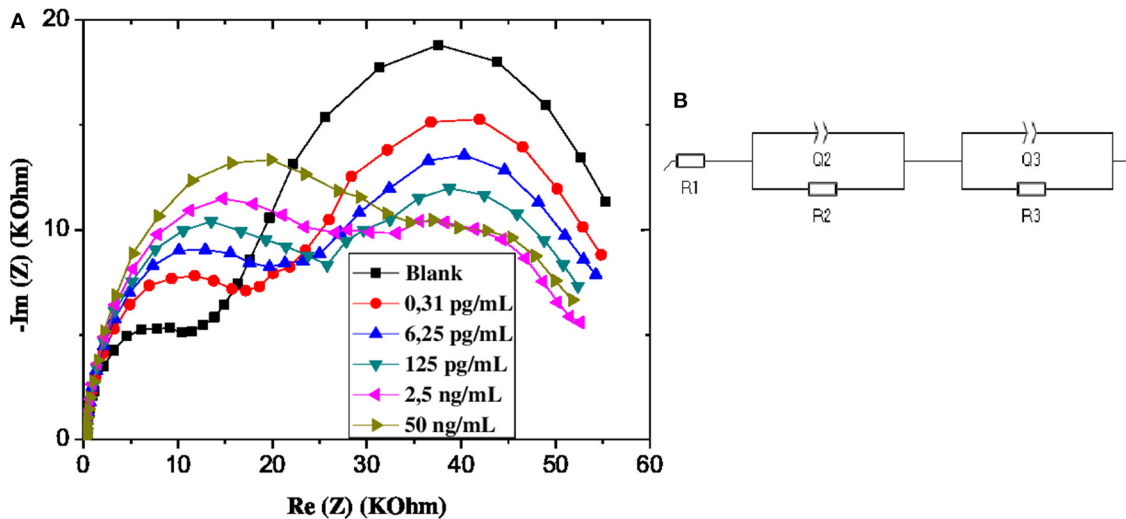 A
20
10
0
0
10
20
30
40
50
60
-Im (Z) (KOhm)
Re (Z) (KOhm)
Blank
0,31 pg/mL
6,25 pg/mL
125 pg/mL
2,5 ng/mL
50 ng/mL
B
R1
Q2
R2
Q3
R3